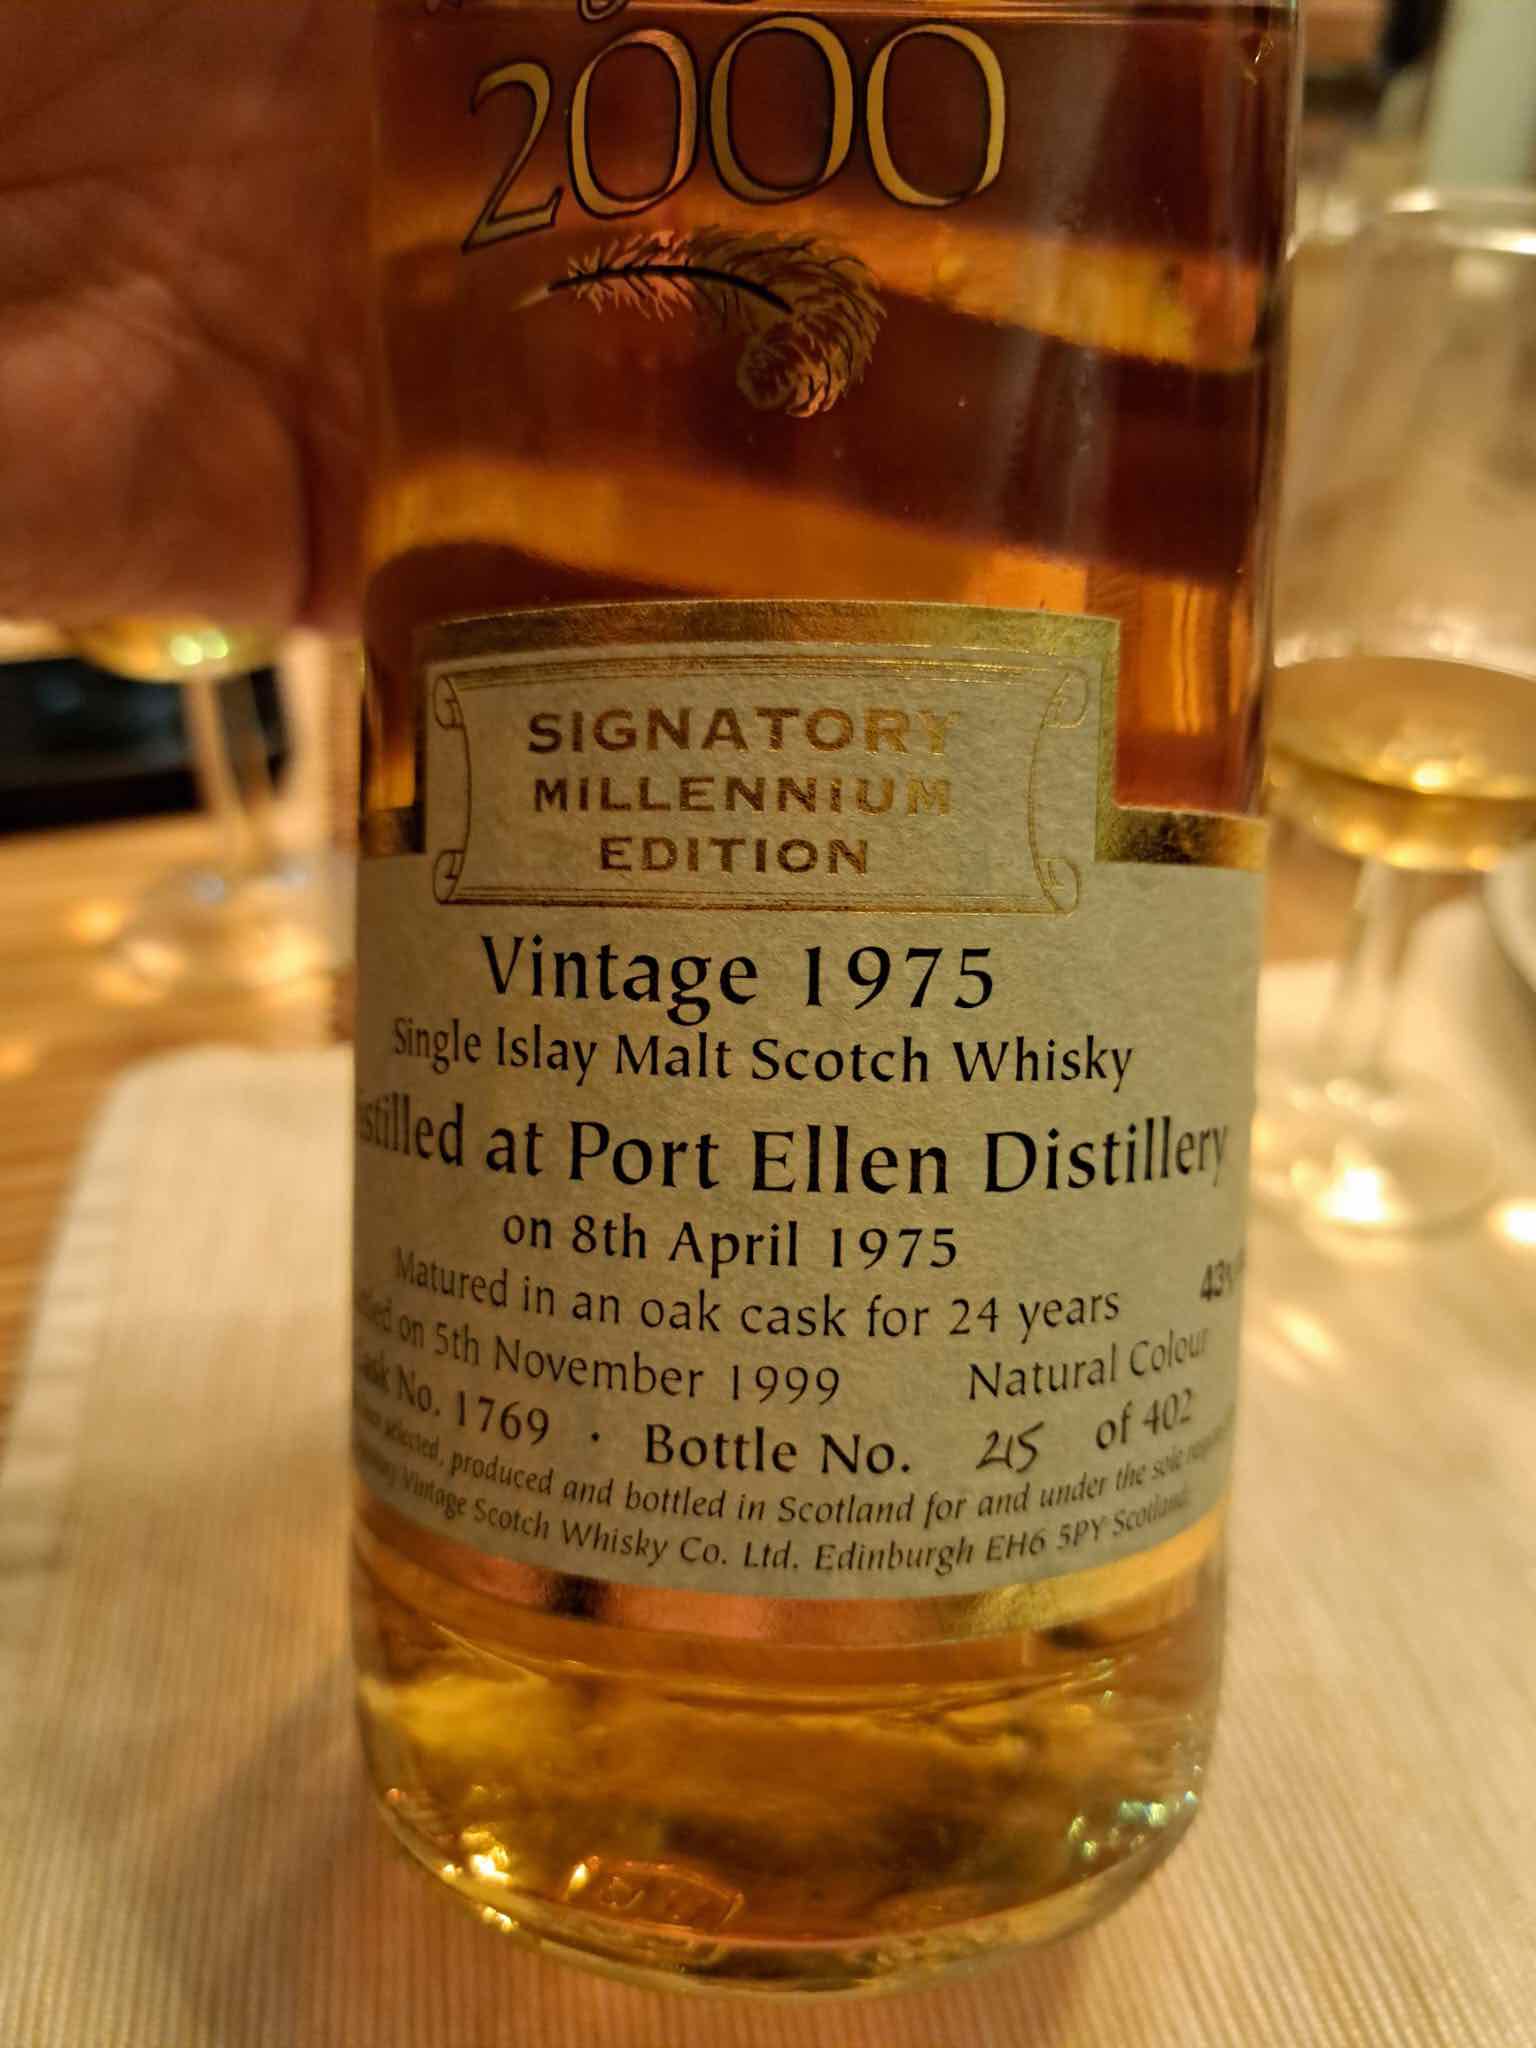 2000
SIGNATORY
MILLENNIUM
EDITION
Vintage 1975
Single Islay Malt Scotch Whisky
stilled at Port Ellen Distillery
on 8th April 1975
Matured in an oak cask for 24 years 43%
on 5th November 1999 Natural Colour
ask No. 1769 · Bottle No. 215 of 402
selected, produced and bottled in Scotland for and under the sole
Vintage Scotch Whisky Co. Ltd. Edinburgh EH6 5PY Scotland